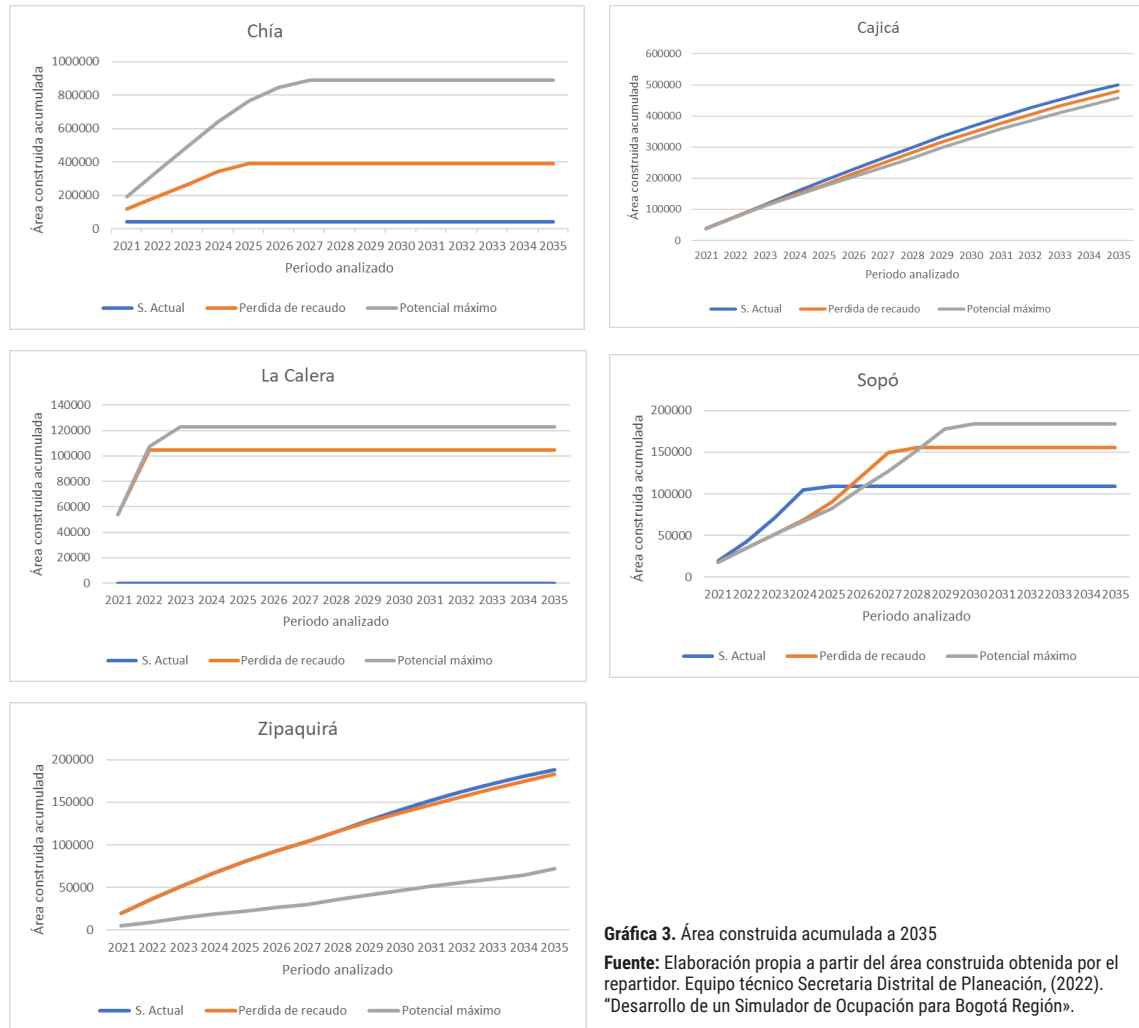 Chía
Área construida acumulada
1000000
800000
600000
400000
200000
0
2021 2022 2023 2024 2025 2026 2027 2028 2029 2030 2031 2032 2033 2034 2035
Periodo analizado
S. Actual Perdida de recaudo Potencial máximo
Cajicá
Área construida acumulada
600000
500000
400000
300000
200000
100000
0
2021 2022 2023 2024 2025 2026 2027 2028 2029 2030 2031 2032 2033 2034 2035
Periodo analizado
S. Actual Perdida de recaudo Potencial máximo
La Calera
Área construida acumulada
140000
120000
100000
80000
60000
40000
20000
0
2021 2022 2023 2024 2025 2026 2027 2028 2029 2030 2031 2032 2033 2034 2035
Periodo analizado
S. Actual Perdida de recaudo Potencial máximo
Sopó
Área construida acumulada
200000
150000
100000
50000
0
2021 2022 2023 2024 2025 2026 2027 2028 2029 2030 2031 2032 2033 2034 2035
Periodo analizado
S. Actual Perdida de recaudo Potencial máximo
Zipaquirá
Área construida acumulada
200000
150000
100000
50000
0
2021 2022 2023 2024 2025 2026 2027 2028 2029 2030 2031 2032 2033 2034 2035
Periodo analizado
S. Actual Perdida de recaudo Potencial máximo
Gráfica 3. Área construida acumulada a 2035
Fuente: Elaboración propia a partir del área construida obtenida por el
repartidor. Equipo técnico Secretaria Distrital de Planeación, (2022).
“Desarrollo de un Simulador de Ocupación para Bogotá Región».